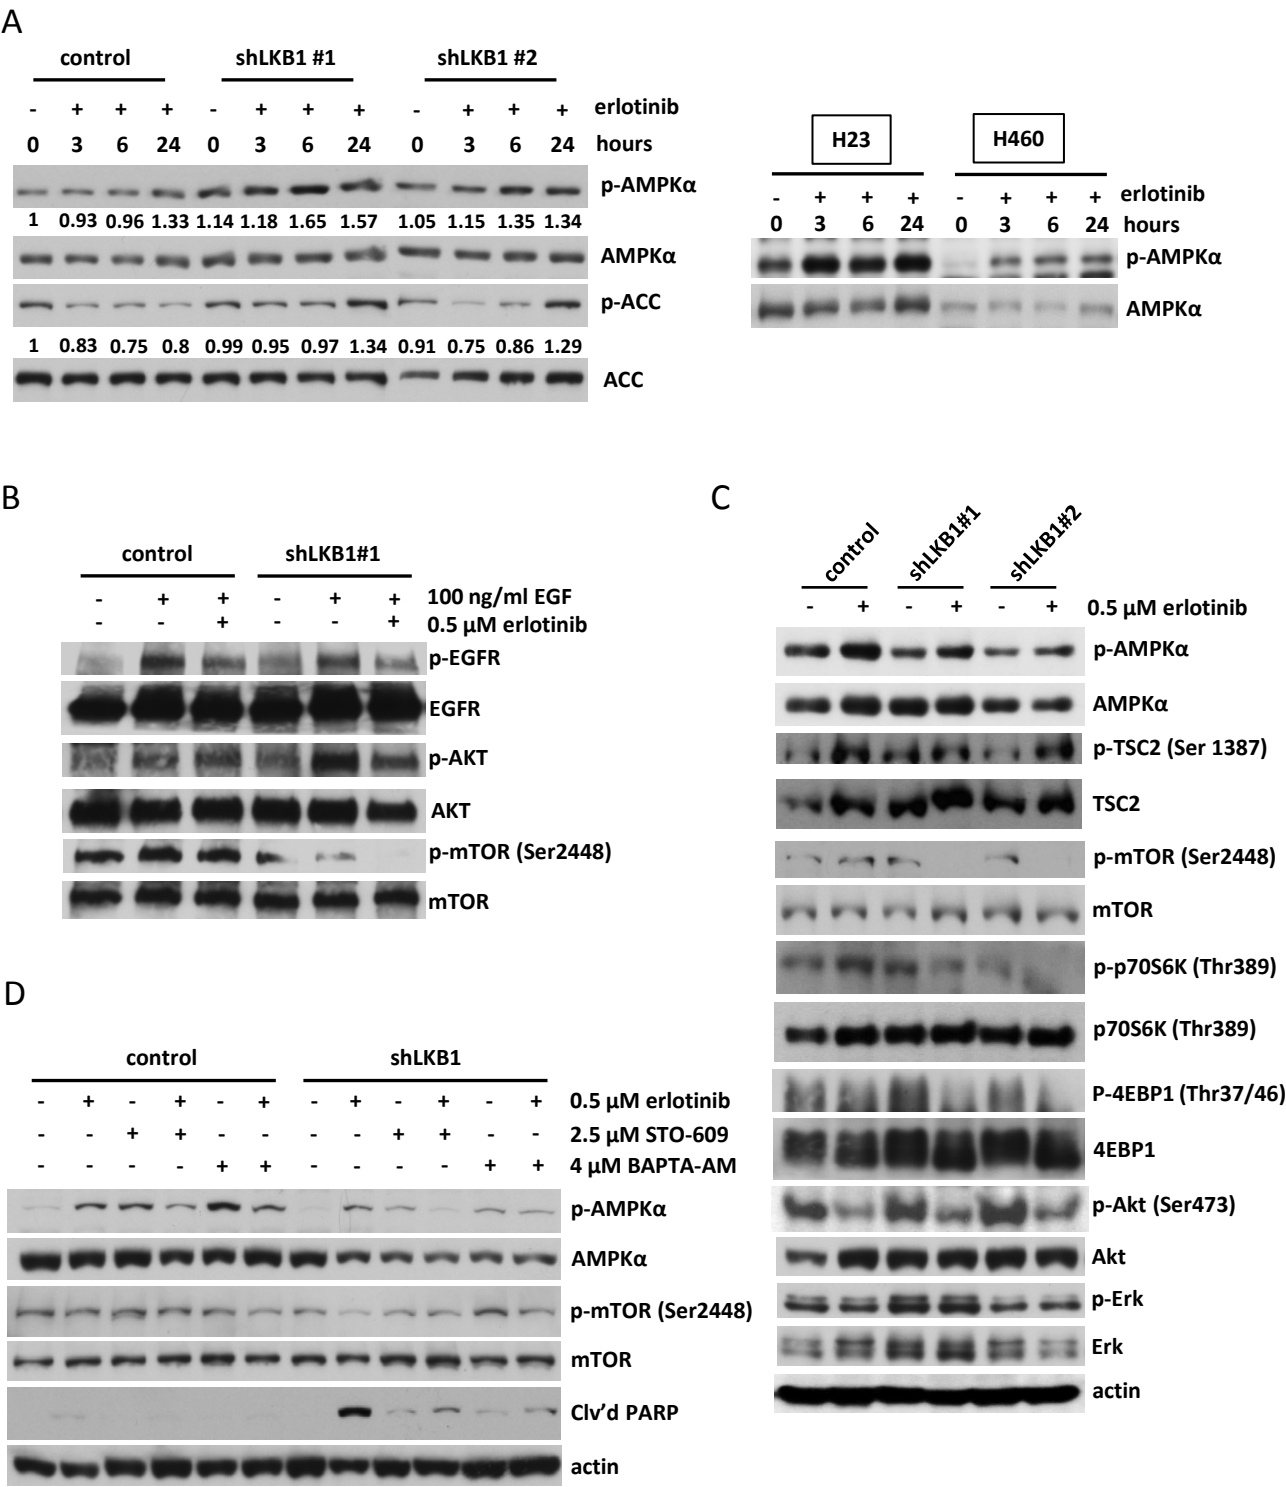 A
control shLKB1 #1 shLKB1 #2
- + + + - + + + - + + + erlotinib
0 3 6 24 0 3 6 24 0 3 6 24 hours
p-AMPKα
1 0.93 0.96 1.33 1.14 1.18 1.65 1.57 1.05 1.15 1.35 1.34
AMPKα
p-ACC
1 0.83 0.75 0.8 0.99 0.95 0.97 1.34 0.91 0.75 0.86 1.29
ACC
H23 H460
- + + + - + + + erlotinib
0 3 6 24 0 3 6 24 hours
p-AMPKα
AMPKα
B
control shLKB1#1
- + + - + + 100 ng/ml EGF
- - + - - + 0.5 µM erlotinib
p-EGFR
EGFR
p-AKT
AKT
p-mTOR (Ser2448)
mTOR
C
control shLKB1#1 shLKB1#2
- + - + - + 0.5 µM erlotinib
p-AMPKα
AMPKα
p-TSC2 (Ser 1387)
TSC2
p-mTOR (Ser2448)
mTOR
p-p70S6K (Thr389)
p70S6K (Thr389)
P-4EBP1 (Thr37/46)
4EBP1
p-Akt (Ser473)
Akt
p-Erk
Erk
actin
D
control shLKB1
- + - + - + - + - + - + 0.5 µM erlotinib
- - + + - - - - + + - - 2.5 µM STO-609
- - - - + + - - - - + + 4 µM BAPTA-AM
p-AMPKα
AMPKα
p-mTOR (Ser2448)
mTOR
Clv’d PARP
actin